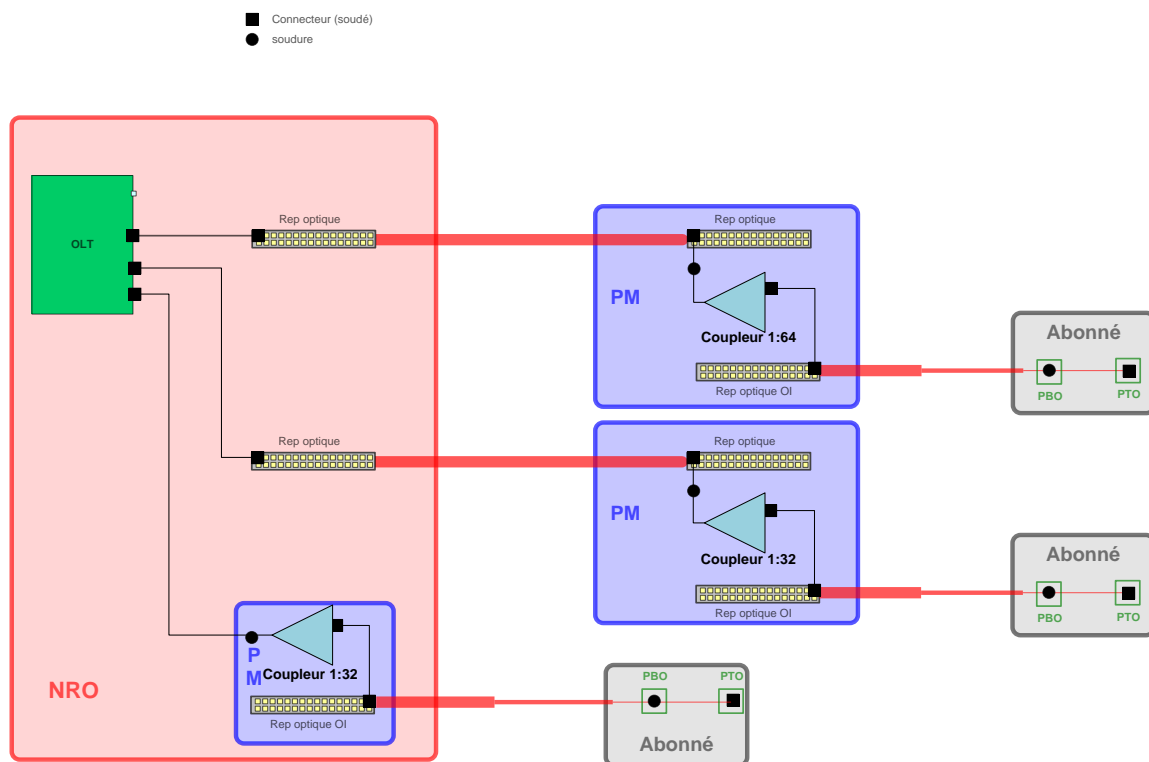 Connecteur (soudé)
soudure
OLT
Rep optique
Rep optique
PM
Coupleur 1:64
Rep optique OI
Abonné
PBO
PTO
Rep optique
Rep optique
PM
Coupleur 1:32
Rep optique OI
Abonné
PBO
PTO
NRO
P
M
Coupleur 1:32
Rep optique OI
PBO
PTO
Abonné